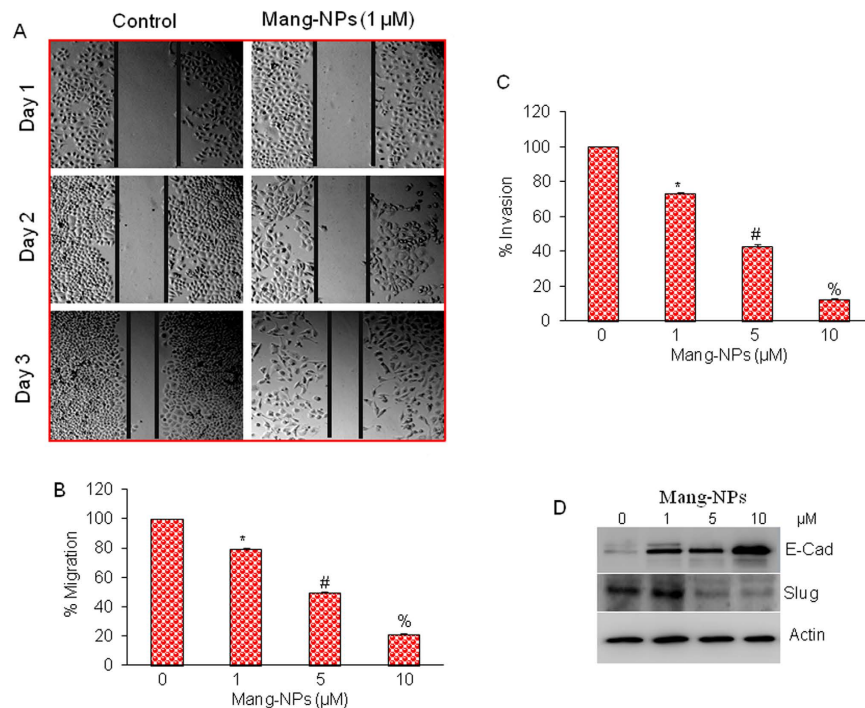 A
Control
Mang-NPs (1 µM)
Day 1
Day 2
Day 3
B
120
100
80
60
40
20
0
% Migration
*
#
%
0 1 5 10
Mang-NPs (µM)
C
120
100
80
60
40
20
0
% Invasion
*
#
%
0 1 5 10
Mang-NPs (µM)
D
Mang-NPs
0 1 5 10 µM
E-Cad
Slug
Actin